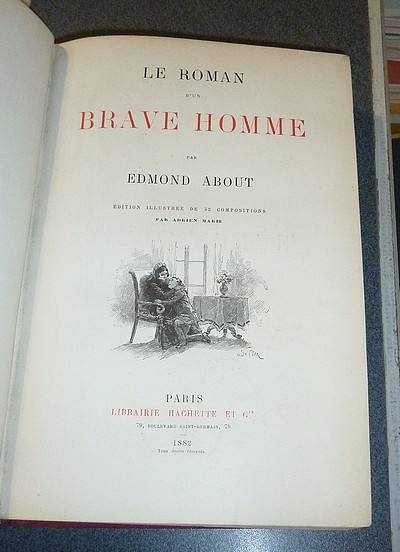 LE ROMAN
D'UN
BRAVE HOMME
PAR
EDMOND ABOUT
ÉDITION ILLUSTRÉE DE 52 COMPOSITIONS
PAR ADRIEN MARIE
PARIS
LIBRAIRIE HACHETTE ET Cie
79, BOULEVARD SAINT-GERMAIN, 79
1882
Tous droits réservés.